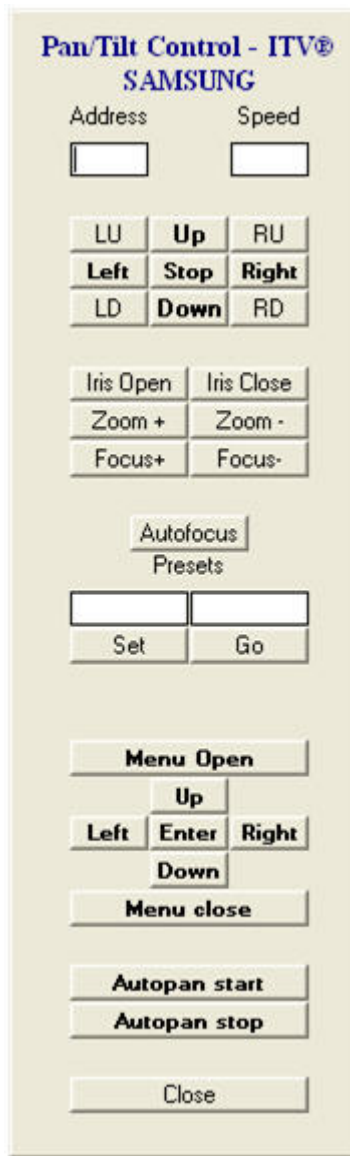 Pan/Tilt Control - ITV®
SAMSUNG
Address Speed
LU Up RU
Left Stop Right
LD Down RD
Iris Open Iris Close
Zoom + Zoom -
Focus+ Focus-
Autofocus
Presets
Set Go
Menu Open
Up
Left Enter Right
Down
Menu close
Autopan start
Autopan stop
Close